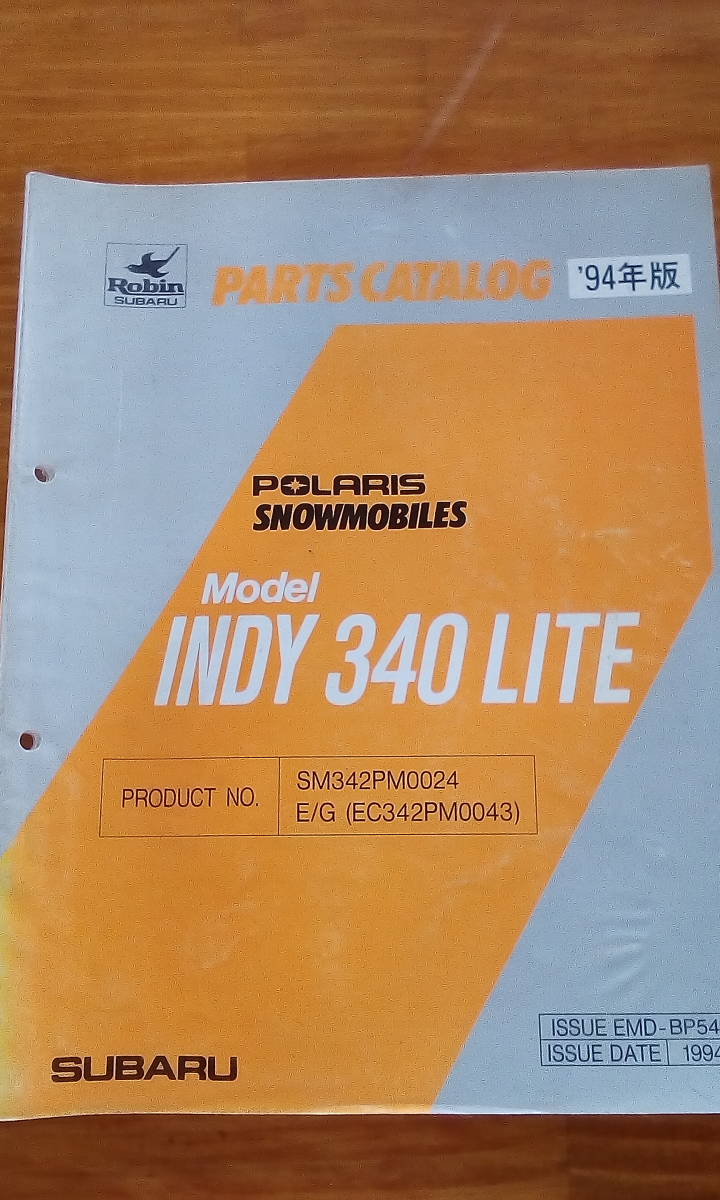 Robin
SUBARU
PARTS CATALOG
'94年版
POLARIS
SNOWMOBILES
Model
INDY 340 LITE
PRODUCT NO.
SM342PM0024
E/G (EC342PM0043)
SUBARU
ISSUE EMD-BP54
ISSUE DATE 1994